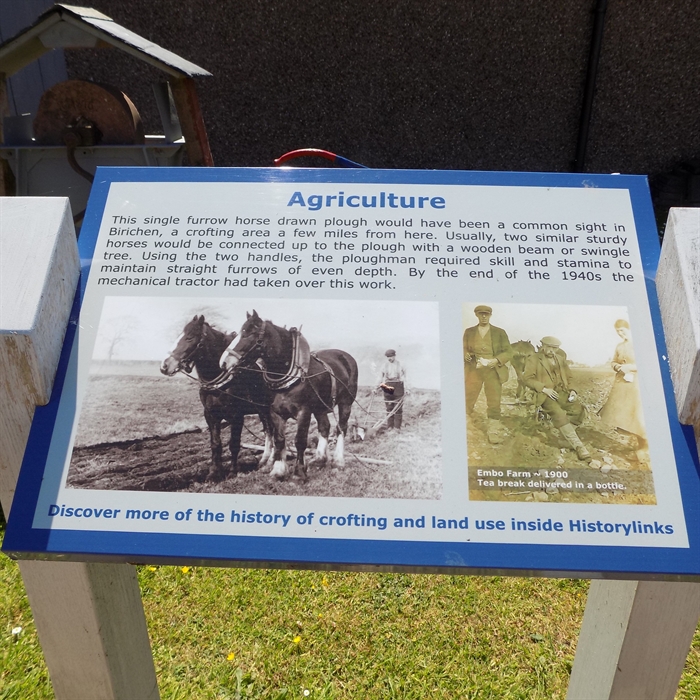 Agriculture
This single furrow horse drawn plough would have been a common sight in
Birichen, a crofting area a few miles from here. Usually, two similar sturdy
horses would be connected up to the plough with a wooden beam or swingle
tree. Using the two handles, the ploughman required skill and stamina to
maintain straight furrows of even depth. By the end of the 1940s the
mechanical tractor had taken over this work.
Embo Farm ~ 1900
Tea break delivered in a bottle.
Discover more of the history of crofting and land use inside Historylinks